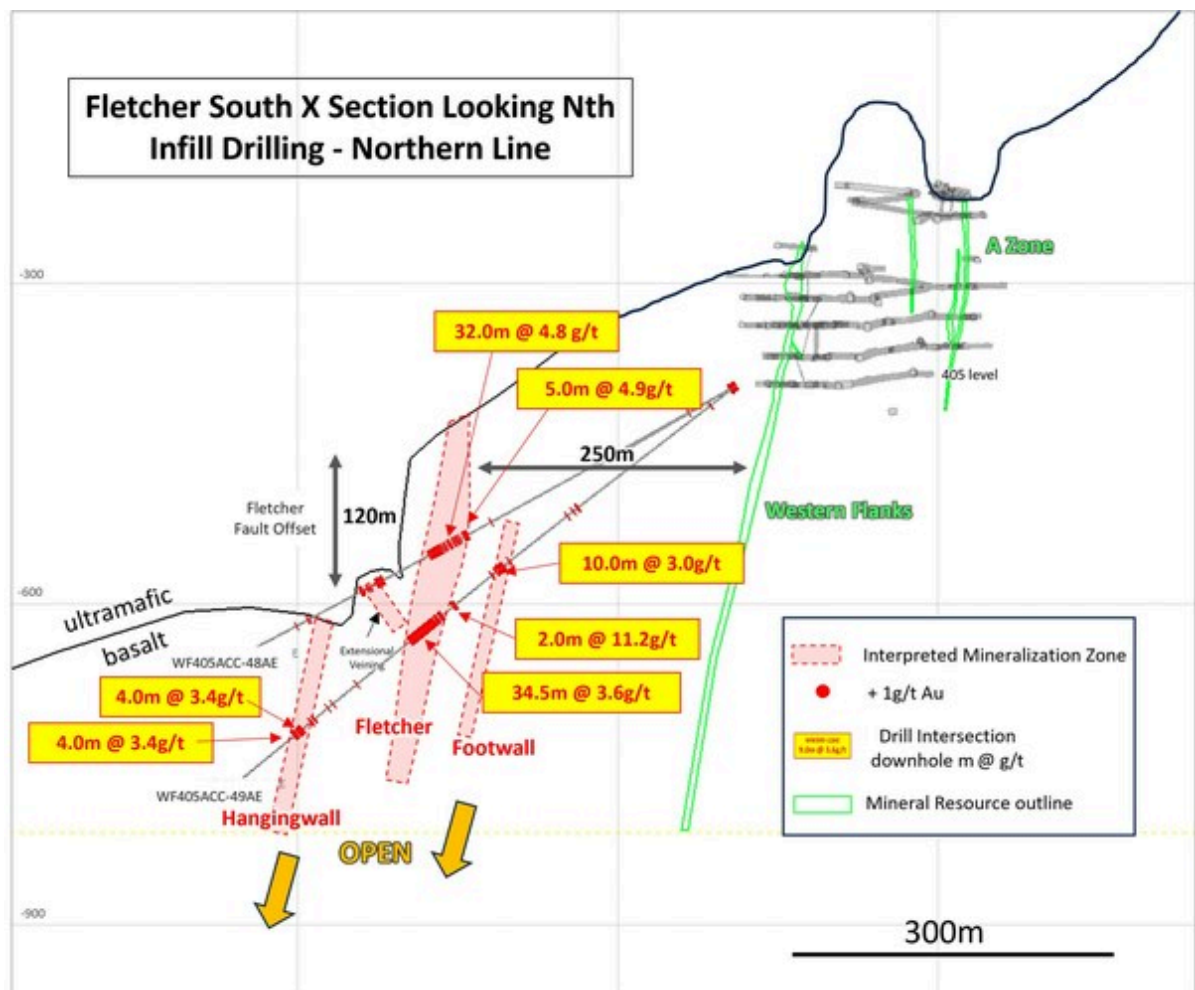 Fletcher South X Section Looking Nth
Infill Drilling - Northern Line
A Zone
-300
32.0m @ 4.8 g/t
405 level
5.0m @ 4.9g/t
250m
Fletcher
Fault Offset
120m
Western Flanks
10.0m @ 3.0g/t
-600
ultramafic
basalt
Extensional
Veining
2.0m @ 11.2g/t
WF405ACC-48AE
34.5m @ 3.6g/t
4.0m @ 3.4g/t
4.0m @ 3.4g/t
Fletcher
Footwall
WF405ACC-49AE
Hangingwall
OPEN
Interpreted Mineralization Zone
+ 1g/t Au
Drill Intersection
downhole m @ g/t
Mineral Resource outline
-900
300m